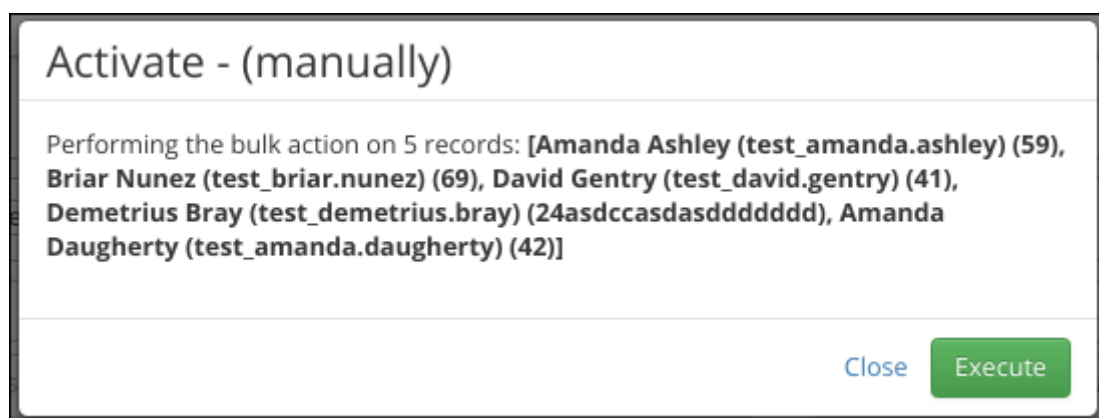 Activate - (manually)
Performing the bulk action on 5 records: [Amanda Ashley (test_amanda.ashley) (59),
Briar Nunez (test_briar.nunez) (69), David Gentry (test_david.gentry) (41),
Demetrius Bray (test_demetrius.bray) (24asdccasdasddddddd), Amanda
Daugherty (test_amanda.daugherty) (42)]
Close
Execute